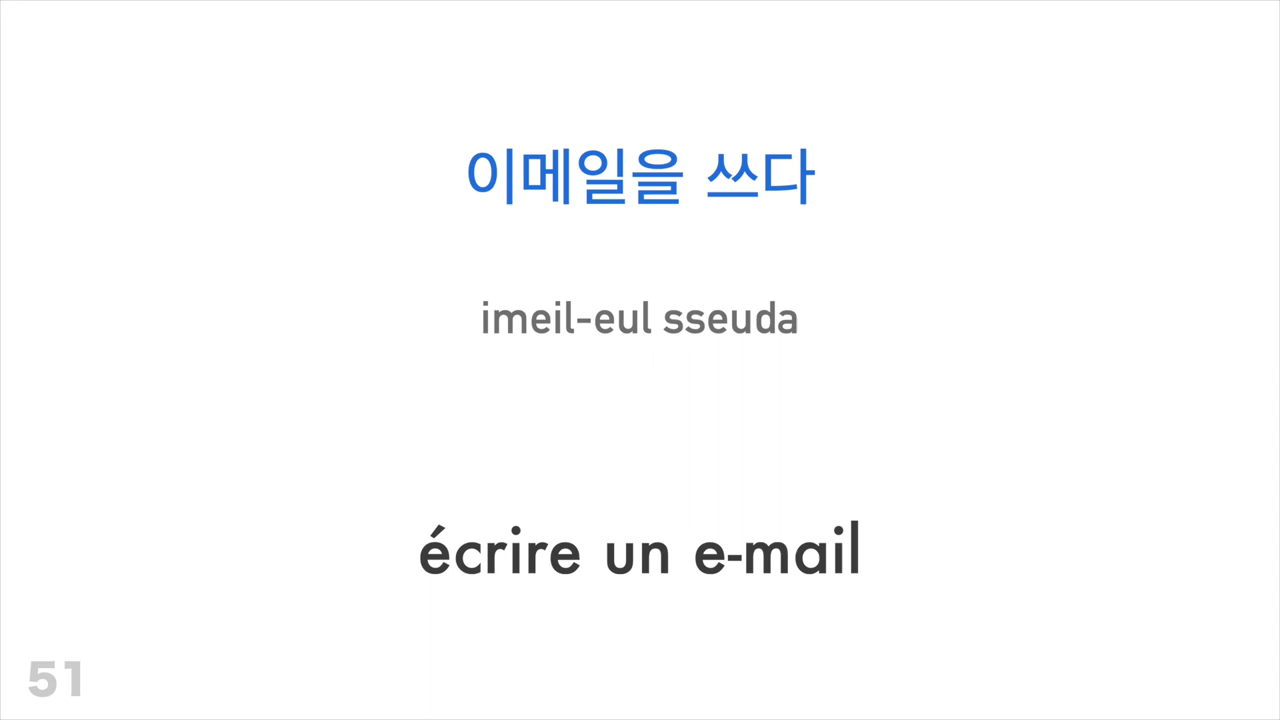 이메일을 쓰다
imeil-eul sseuda
écrire un e-mail
51